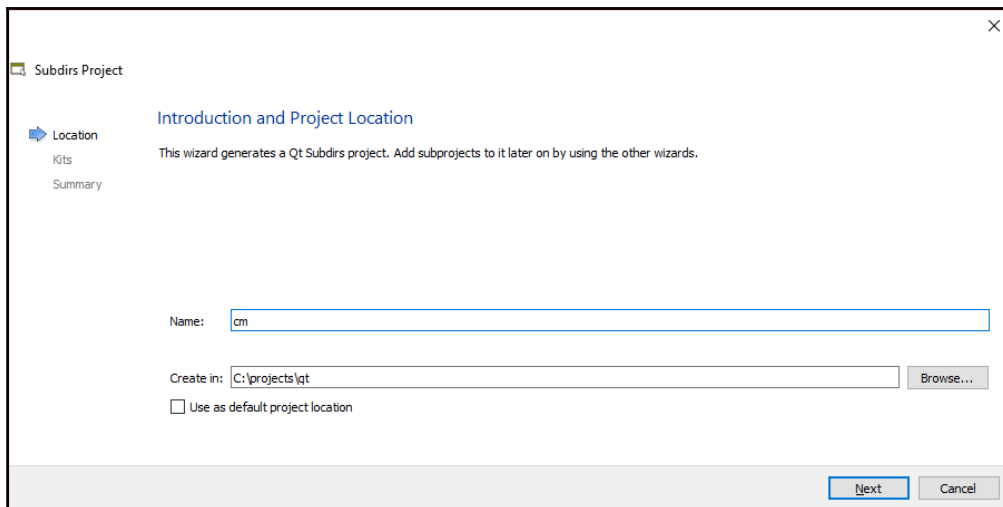 Subdirs Project
Location
Kits
Summary
Introduction and Project Location
This wizard generates a Qt Subdirs project. Add subprojects to it later on by using the other wizards.
Name: cm
Create in: C:\projects\qt Browse...
Use as default project location
Next Cancel